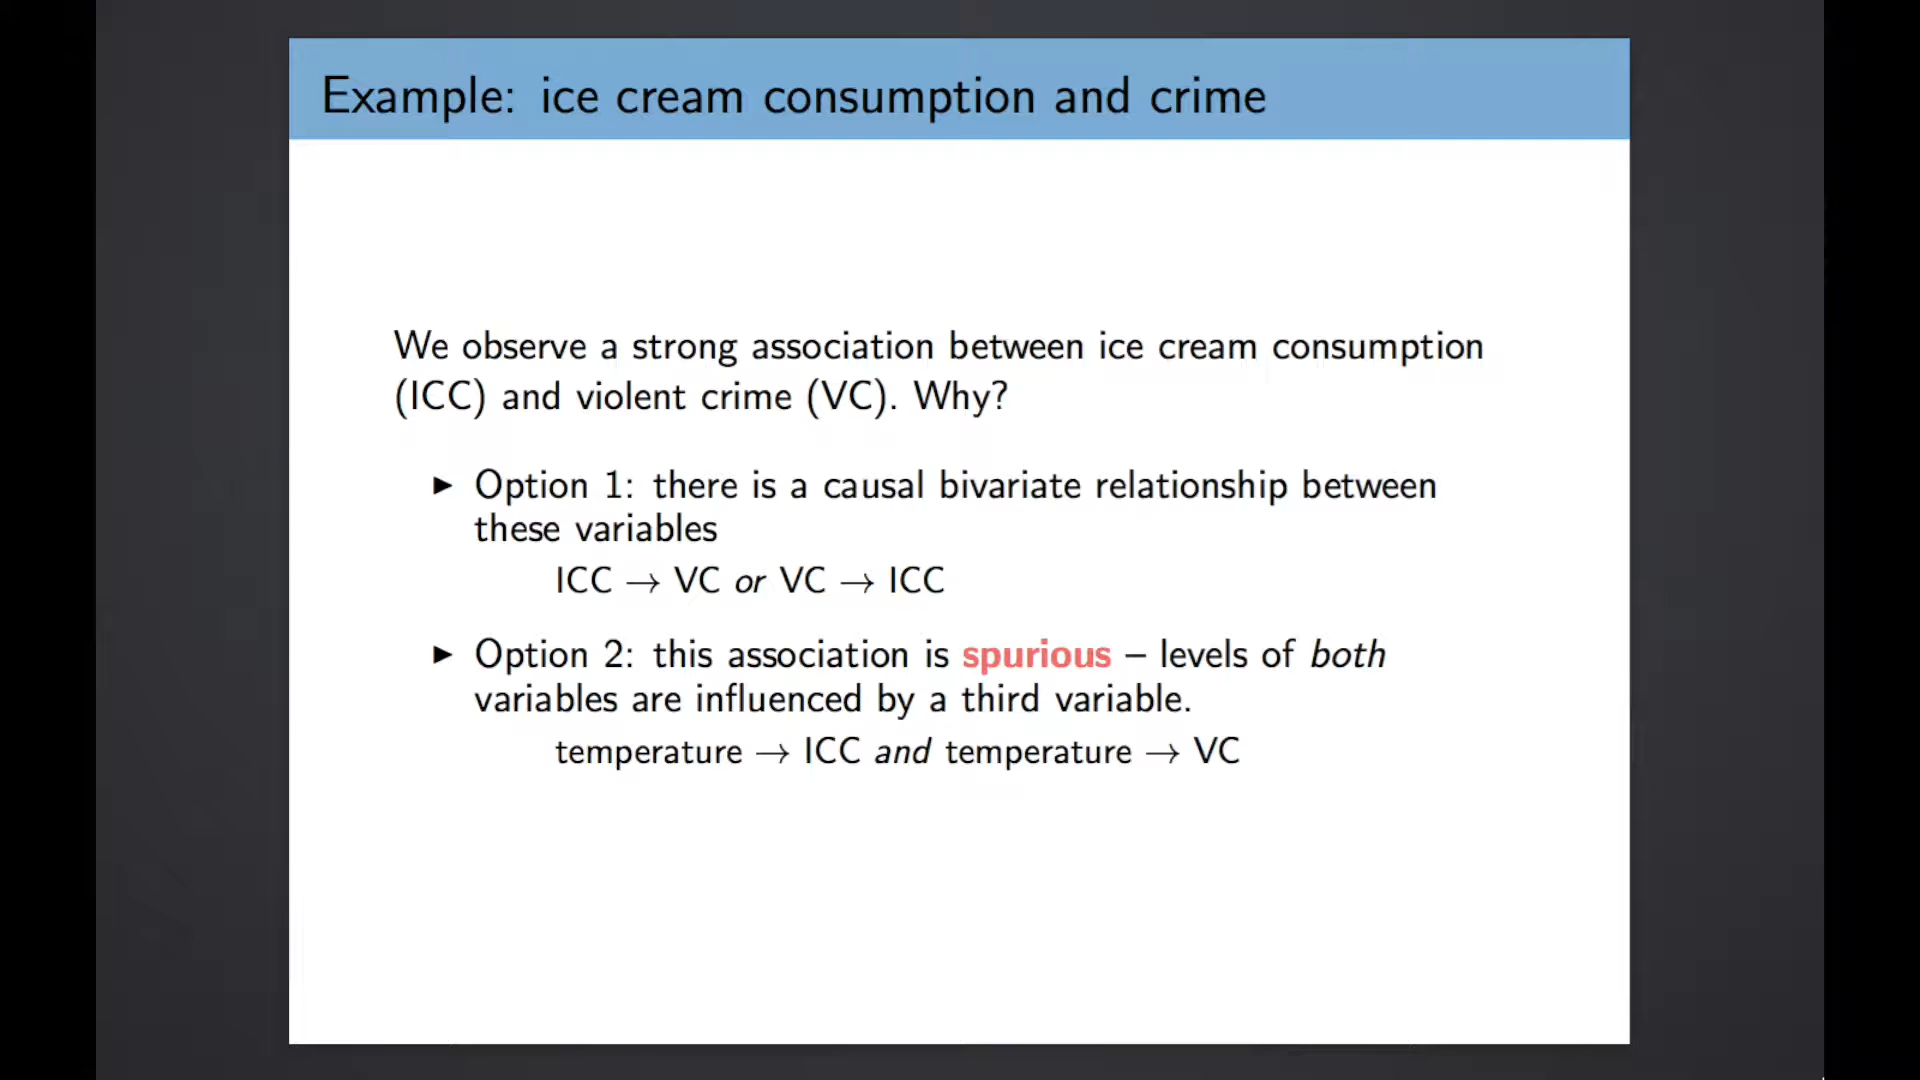 Example: ice cream consumption and crime
We observe a strong association between ice cream consumption
(ICC) and violent crime (VC). Why?
▶ Option 1: there is a causal bivariate relationship between
these variables
ICC → VC or VC → ICC
▶ Option 2: this association is spurious – levels of both
variables are influenced by a third variable.
temperature → ICC and temperature → VC